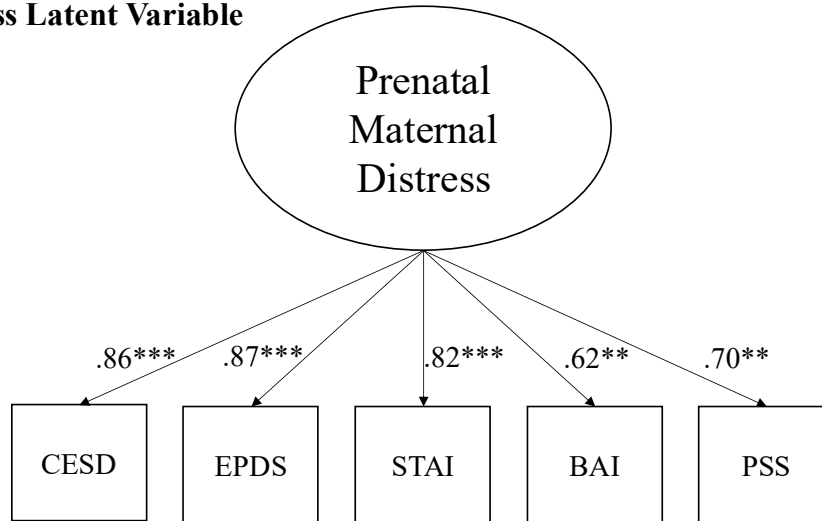 ss Latent Variable
Prenatal
Maternal
Distress
.86***
.87***
.82***
.62**
.70**
CESD
EPDS
STAI
BAI
PSS